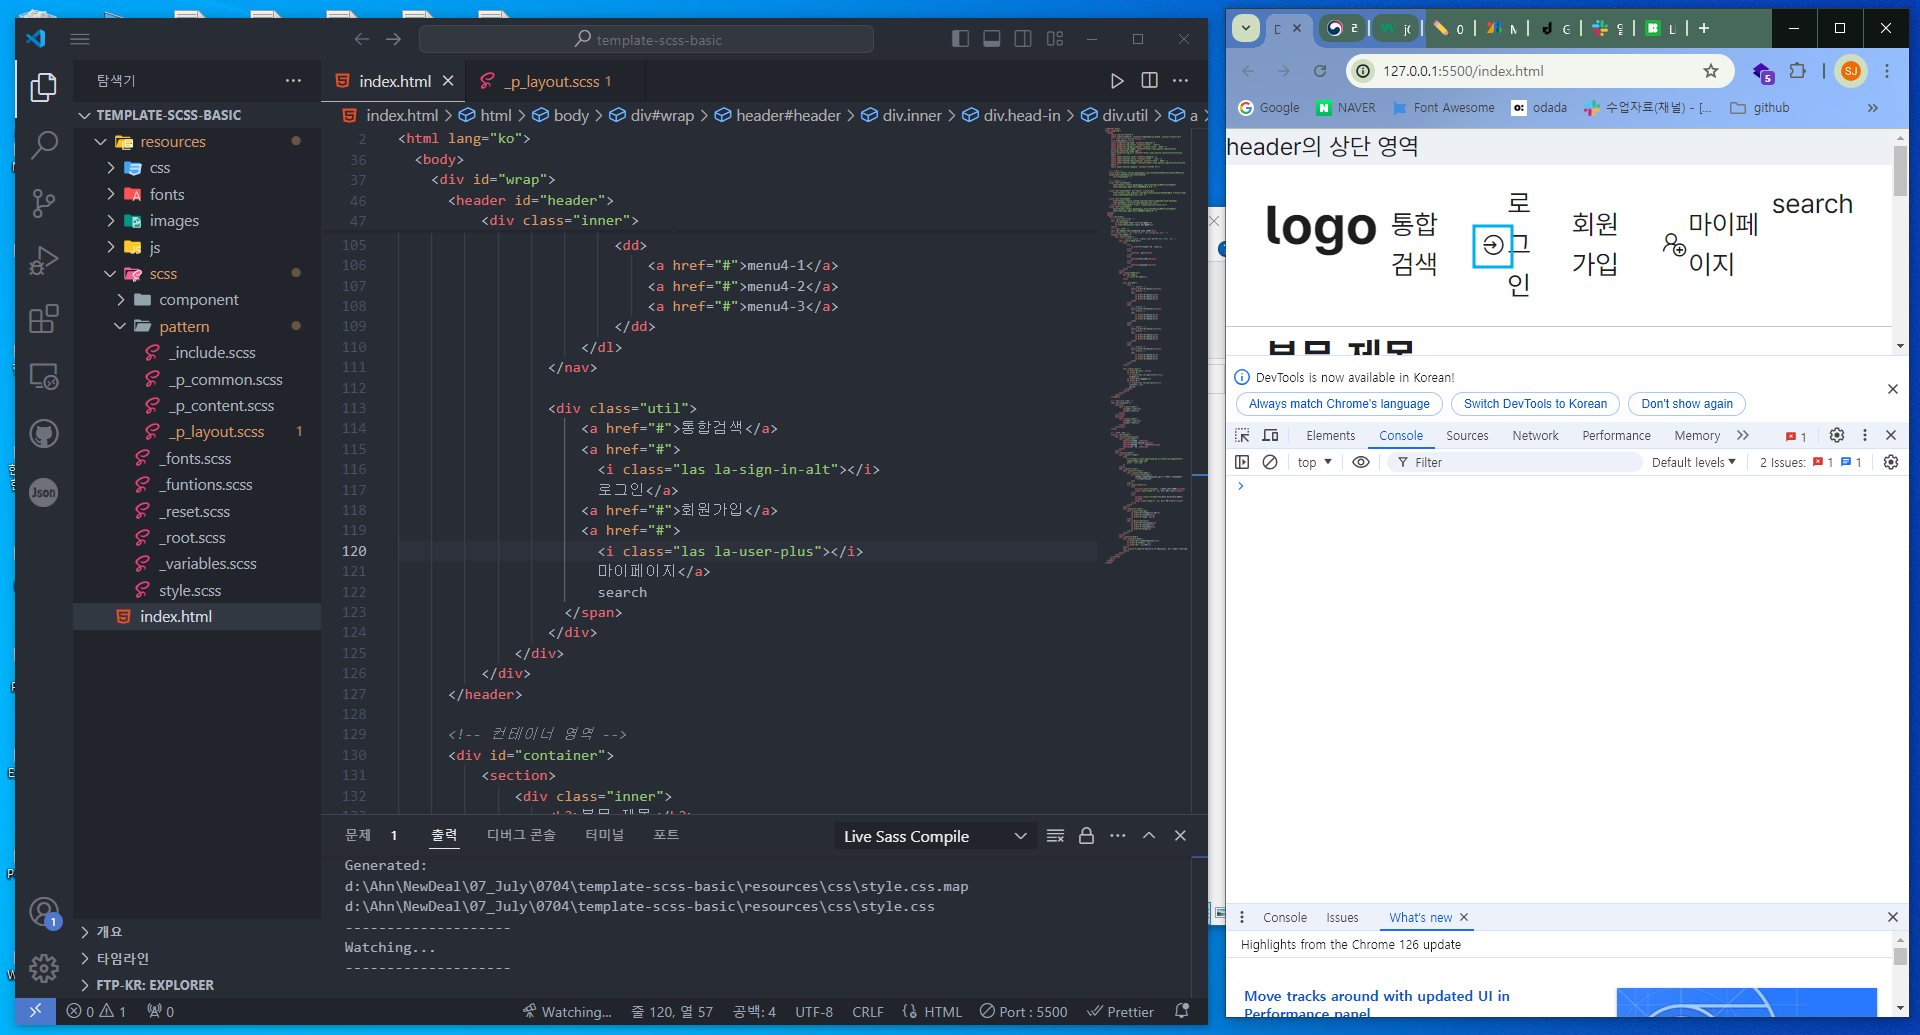 template-scss-basic
탐색기
TEMPLATE-SCSS-BASIC
resources
css
fonts
images
js
scss
component
pattern
_include.scss
_p_common.scss
_p_content.scss
_p_layout.scss 1
_fonts.scss
_funtions.scss
_reset.scss
_root.scss
_variables.scss
style.scss
index.html
개요
타임라인
FTP-KR: EXPLORER
Json
1
index.html
_p_layout.scss 1
index.html > html > body > div#wrap > header#header > div.inner > div.head-in > div.util > a >
2 <html lang="ko">
36 <body>
37 <div id="wrap">
46 <header id="header">
47 <div class="inner">
105 <dd>
106 <a href="#">menu4-1</a>
107 <a href="#">menu4-2</a>
108 <a href="#">menu4-3</a>
109 </dd>
110 </dl>
111 </nav>
112
113 <div class="util">
114 <a href="#">통합검색</a>
115 <a href="#">
116 <i class="las la-sign-in-alt"></i>
117 로그인</a>
118 <a href="#">회원가입</a>
119 <a href="#">
120 <i class="las la-user-plus"></i>
121 마이페이지</a>
122 search
123 </span>
124 </div>
125 </div>
126 </div>
127 </header>
128
129 <!-- 컨테이너 영역 -->
130 <div id="container">
131 <section>
132 <div class="inner">
문제 1 출력 디버그 콘솔 터미널 포트
Live Sass Compile
Generated:
d:\Ahn\NewDeal\07_July\0704\template-scss-basic\resources\css\style.css.map
d:\Ahn\NewDeal\07_July\0704\template-scss-basic\resources\css\style.css
--------------------
Watching...
--------------------
0 1 0 Watching... 줄 120, 열 57 공백: 4 UTF-8 CRLF HTML Port : 5500 Prettier
127.0.0.1:5500/index.html
5
SJ
Google NAVER Font Awesome odada 수업자료(채널) - [... github
header의 상단 영역
logo
통합
검색
로
그
인
회원
가입
마이페
이지
search
본문 제목
DevTools is now available in Korean!
Always match Chrome's language Switch DevTools to Korean Don't show again
Elements Console Sources Network Performance Memory 1
top Filter Default levels 2 Issues: 1 1
Console Issues What's new
Highlights from the Chrome 126 update
Move tracks around with updated UI in
Performance panel